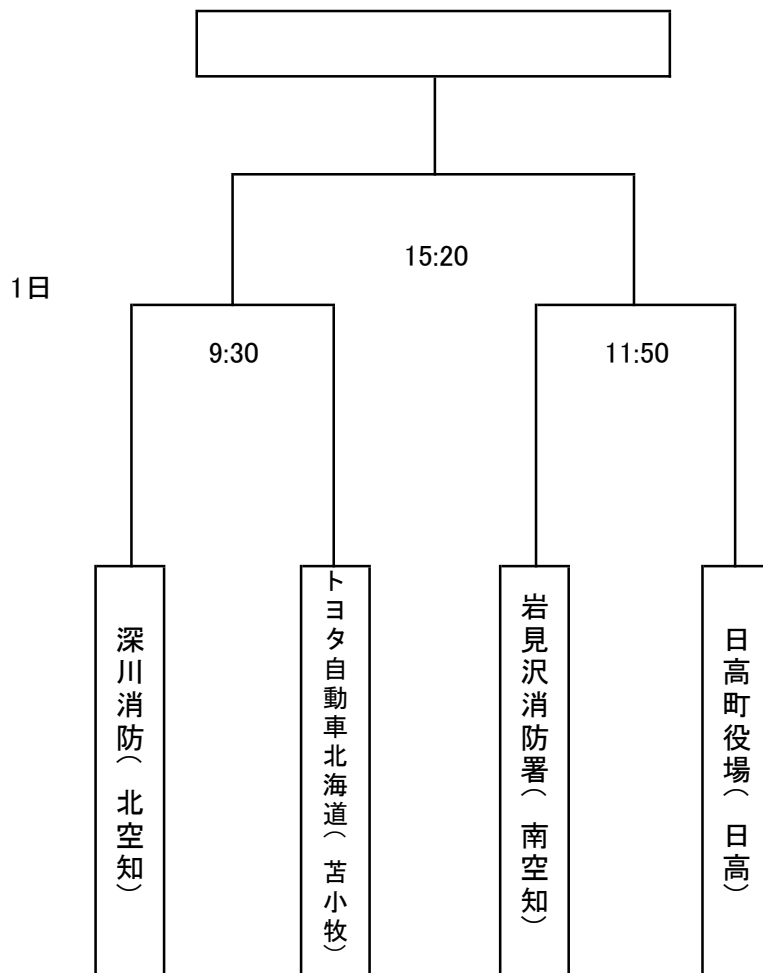 15:20
1日
9:30
11:50
深川消防（北空知）
トヨタ自動車北海道（苫小牧）
岩見沢消防署（南空知）
日高町役場（日高）